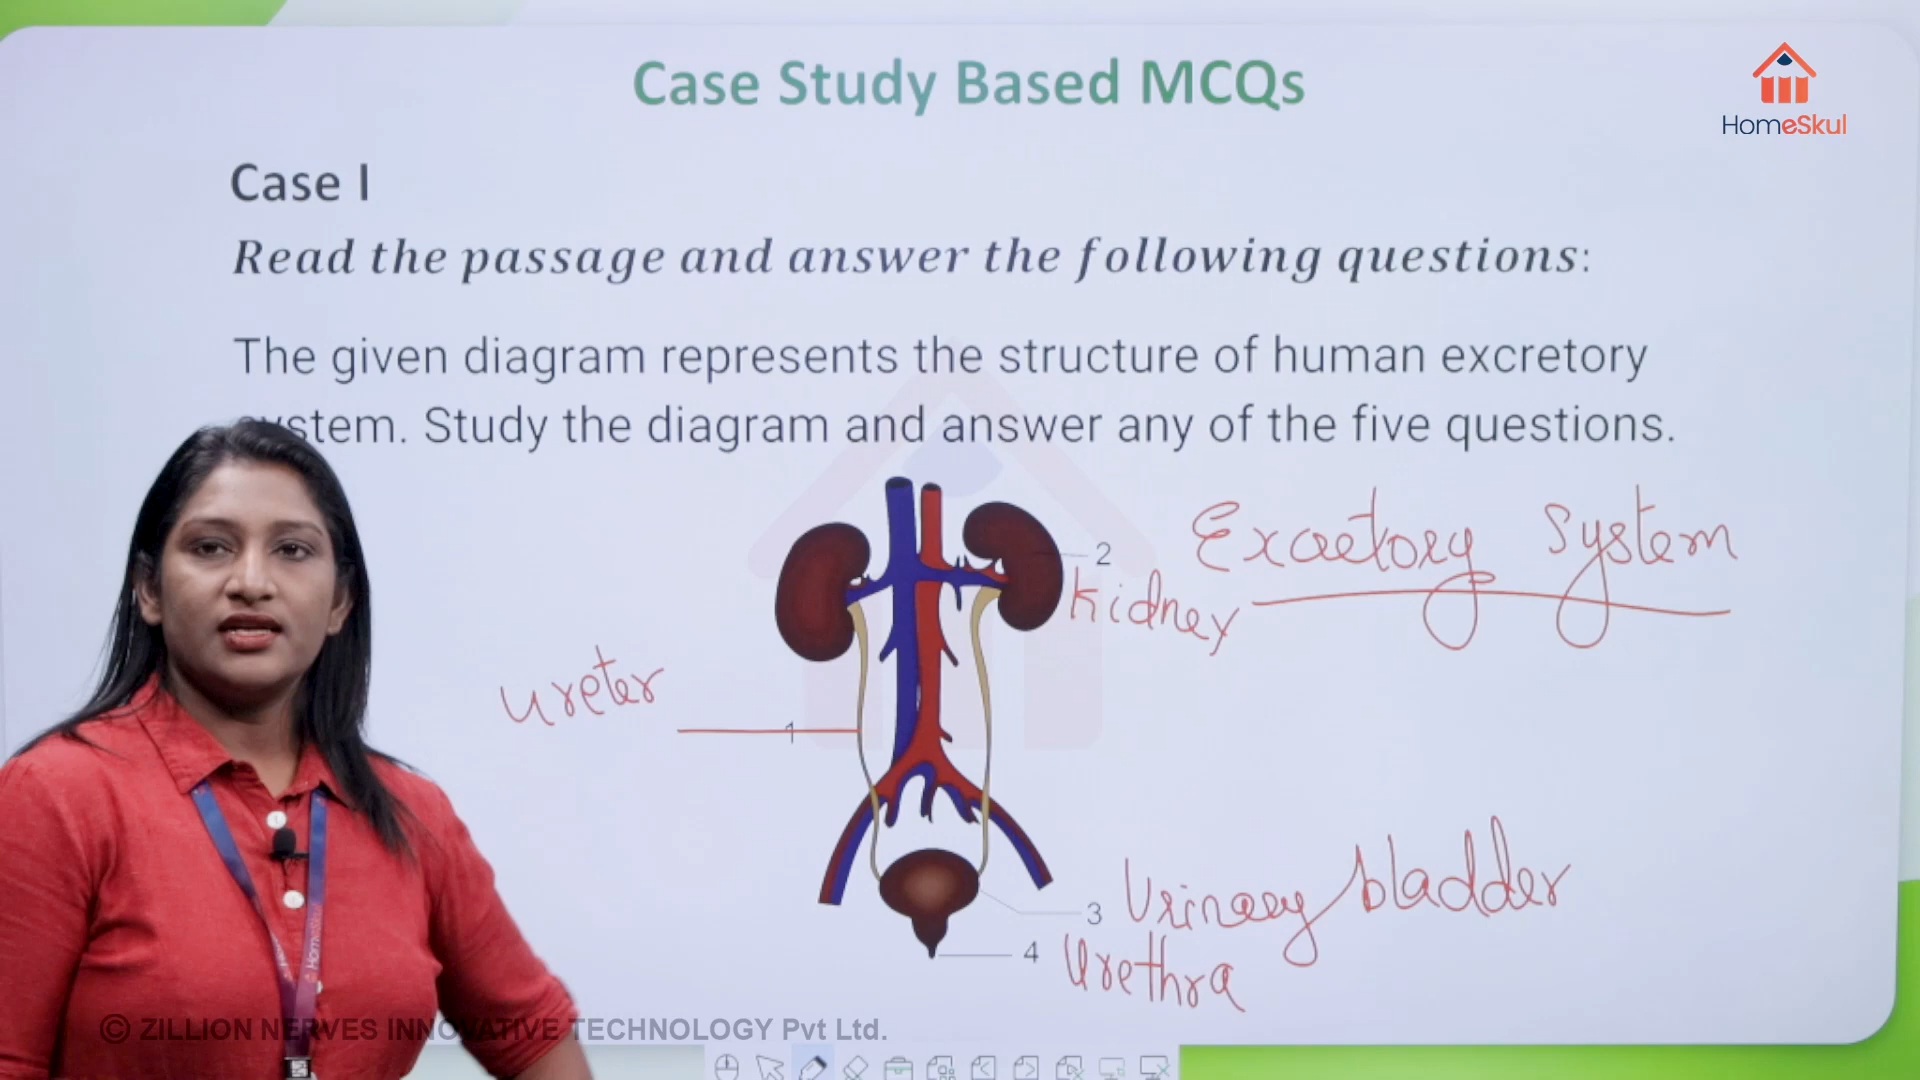 Case Study Based MCQs
HomeSkul
Case I
Read the passage and answer the following questions:
The given diagram represents the structure of human excretory
system. Study the diagram and answer any of the five questions.
Excretory System
2
Kidney
Ureter
1
3 Urinary bladder
4 Urethra
HomeSkul
© ZILLION NERVES INNOVATIVE TECHNOLOGY Pvt Ltd.